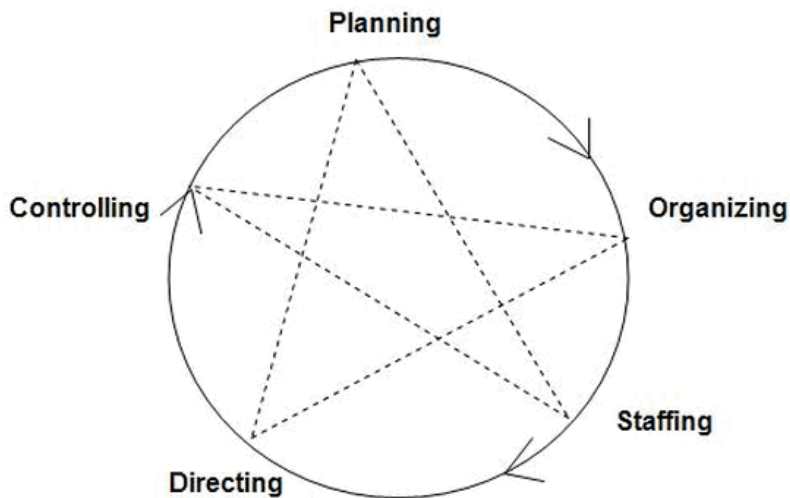 Planning
Controlling
Organizing
Staffing
Directing